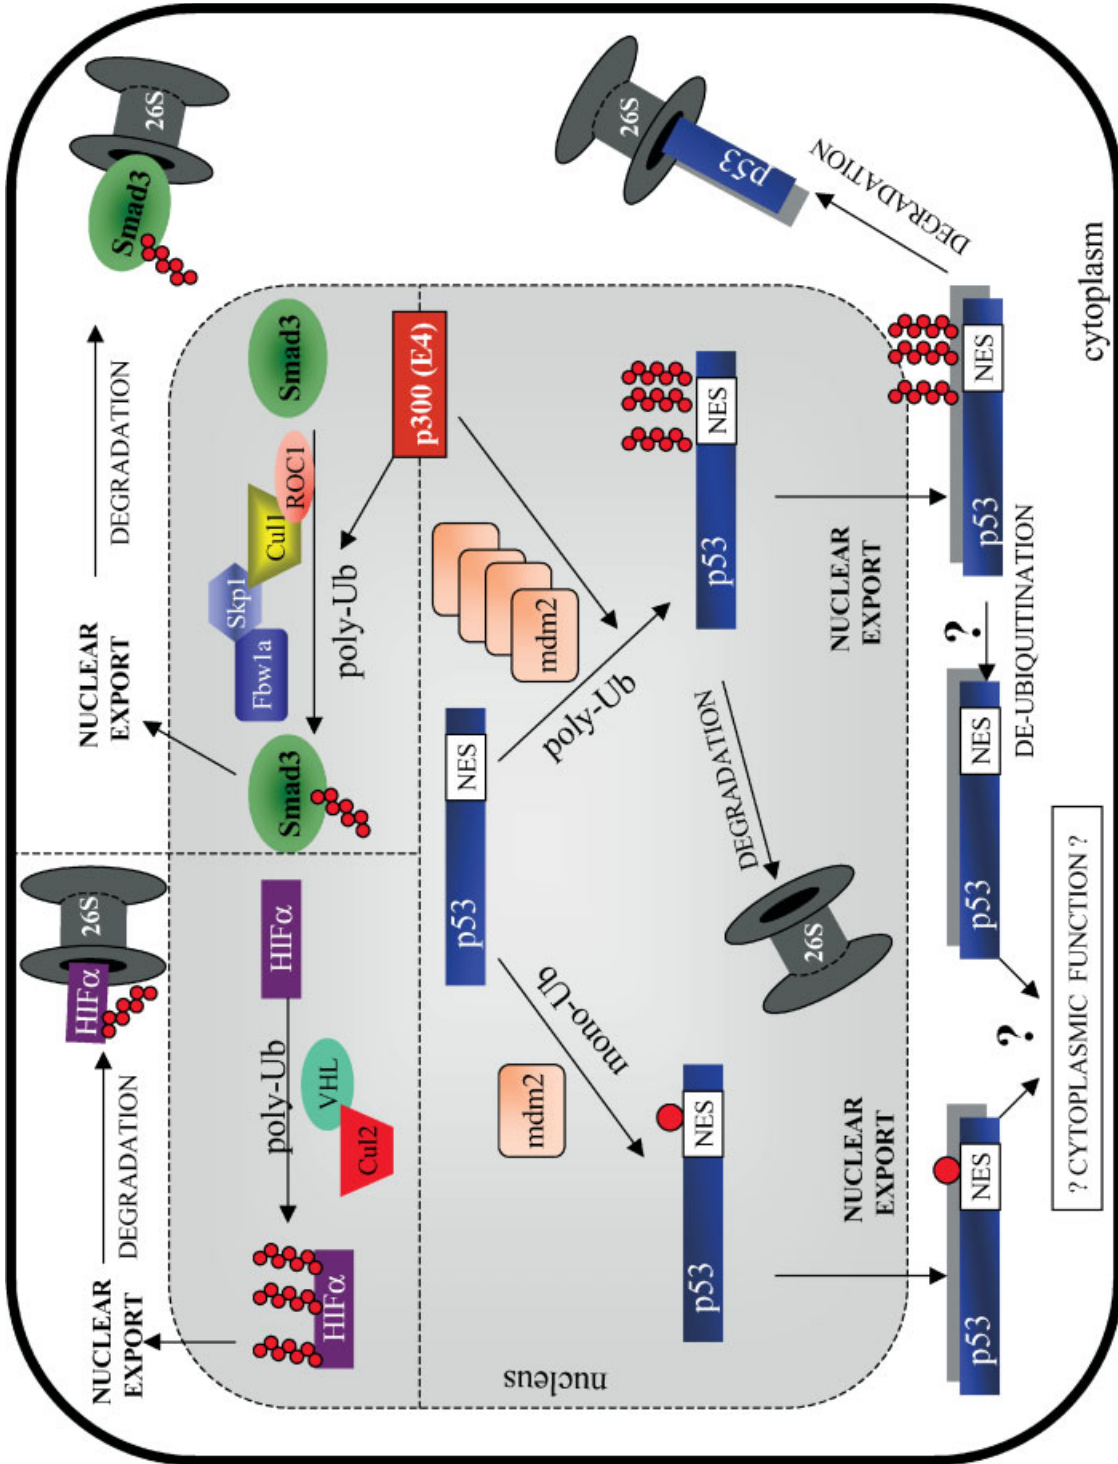 NUCLEAR
EXPORT
DEGRADATION
HIFα
26S
NUCLEAR
EXPORT
DEGRADATION
Smad3
26S
HIFα
poly-Ub
VHL
Cul2
HIFα
Smad3
Fbw1a
Skp1
Cul1
ROC1
poly-Ub
Smad3
p300 (E4)
nucleus
p53
NES
mdm2
mono-Ub
mdm2
poly-Ub
p53
NES
p53
NES
DEGRADATION
26S
NUCLEAR
EXPORT
NUCLEAR
EXPORT
p53
NES
p53
NES
?
DE-UBIQUITINATION
p53
NES
DEGRADATION
p53
26S
?
? CYTOPLASMIC FUNCTION ?
cytoplasm